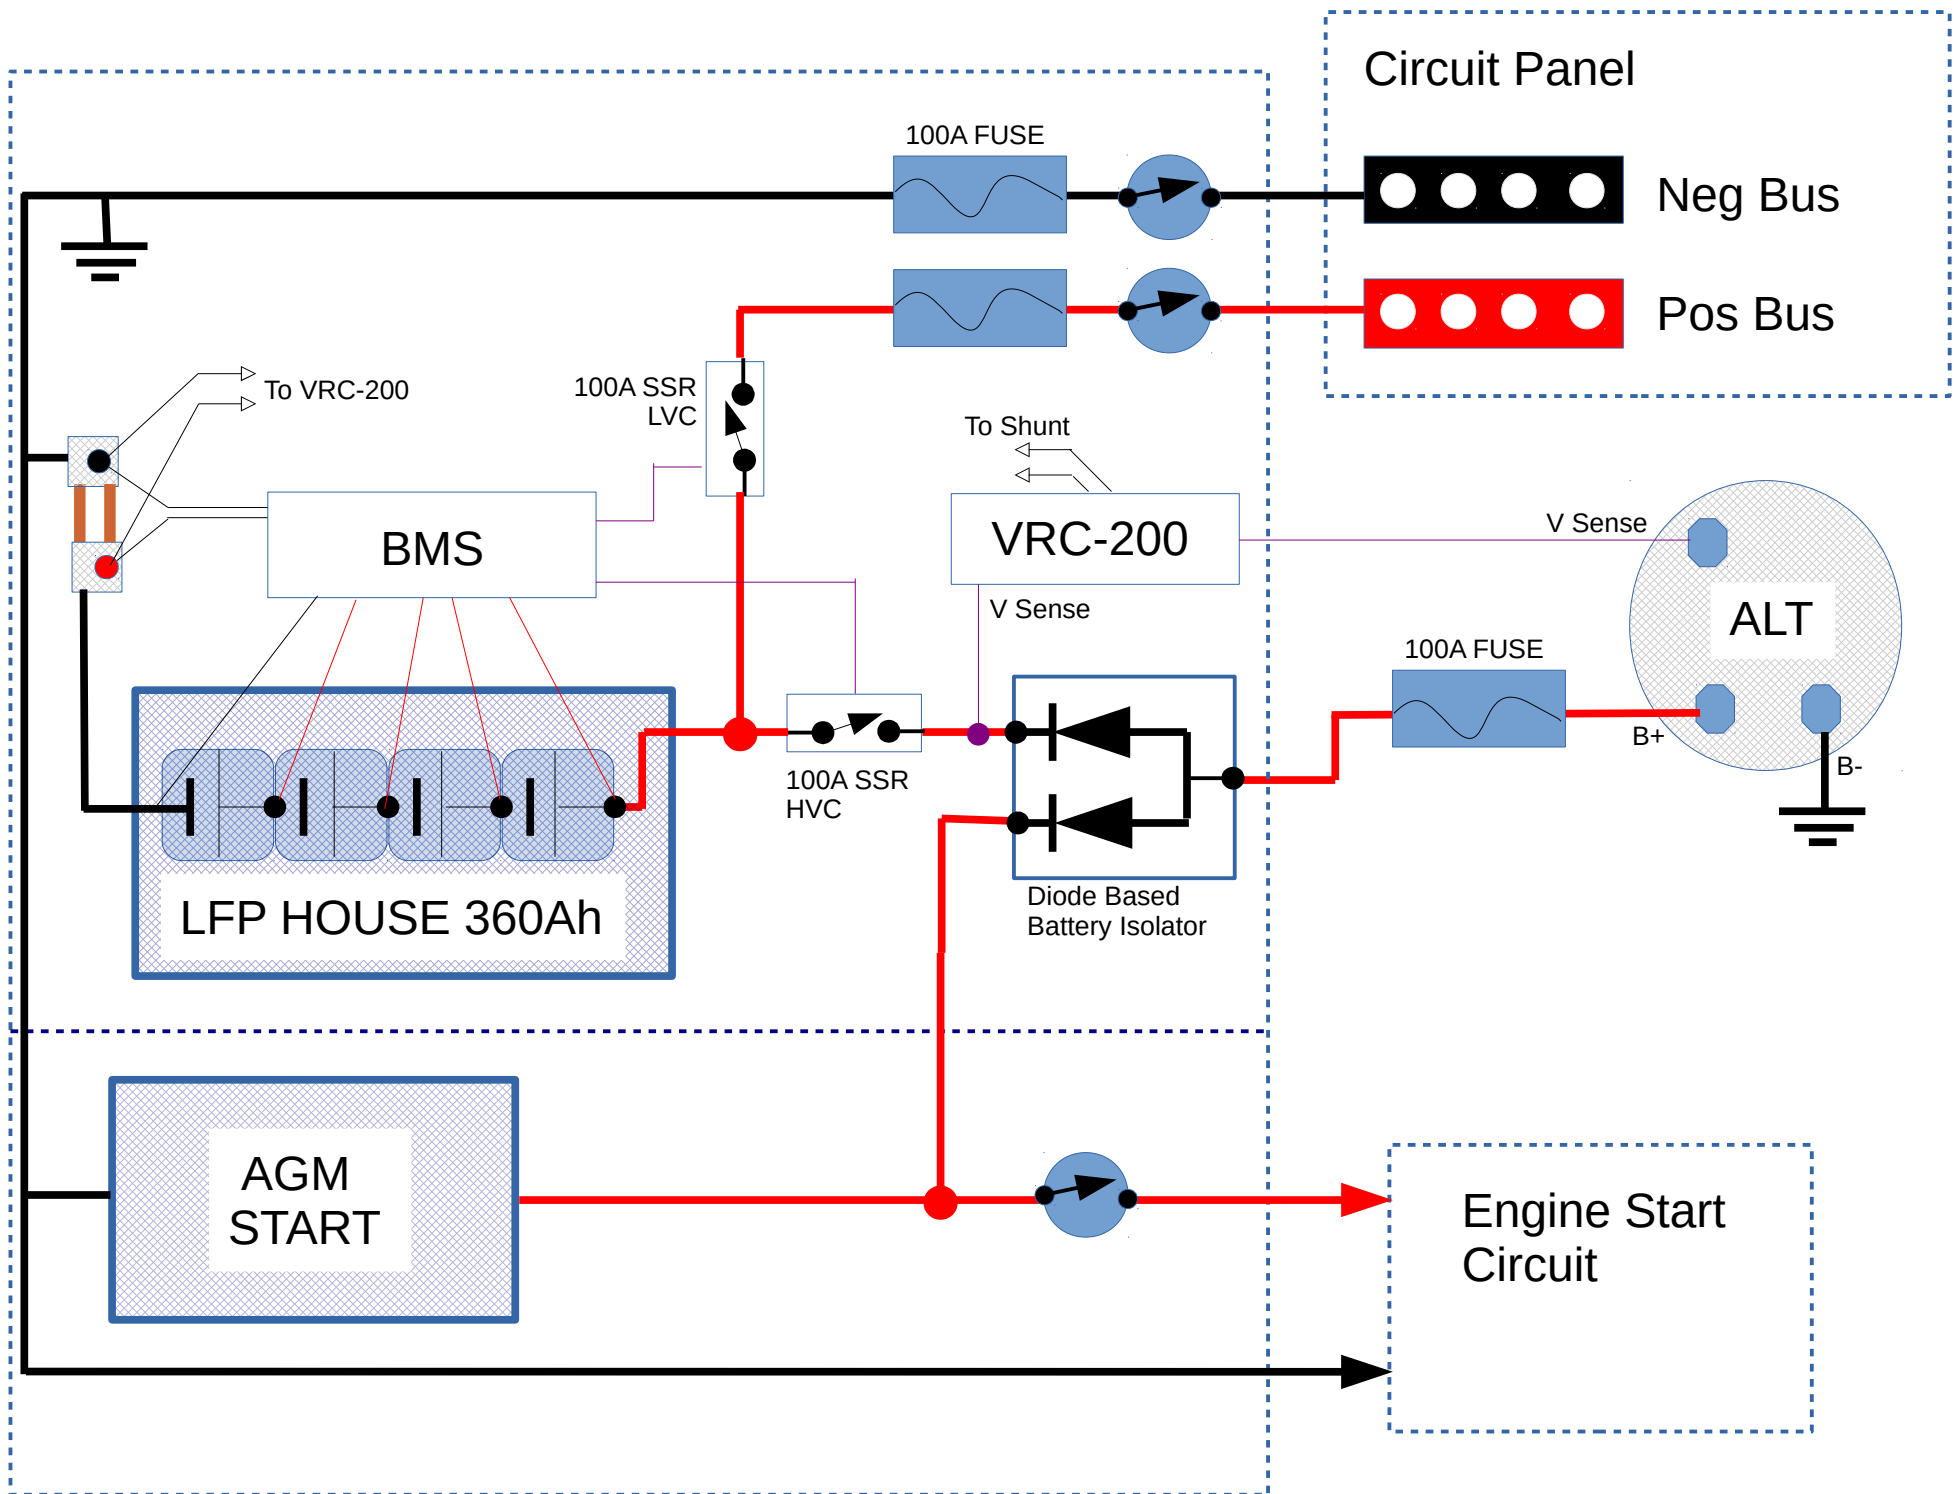 Circuit Panel
100A FUSE
Neg Bus
Pos Bus
To VRC-200
100A SSR
LVC
To Shunt
BMS
VRC-200
V Sense
V Sense
ALT
100A FUSE
B+
B-
100A SSR
HVC
LFP HOUSE 360Ah
Diode Based
Battery Isolator
AGM
START
Engine Start
Circuit